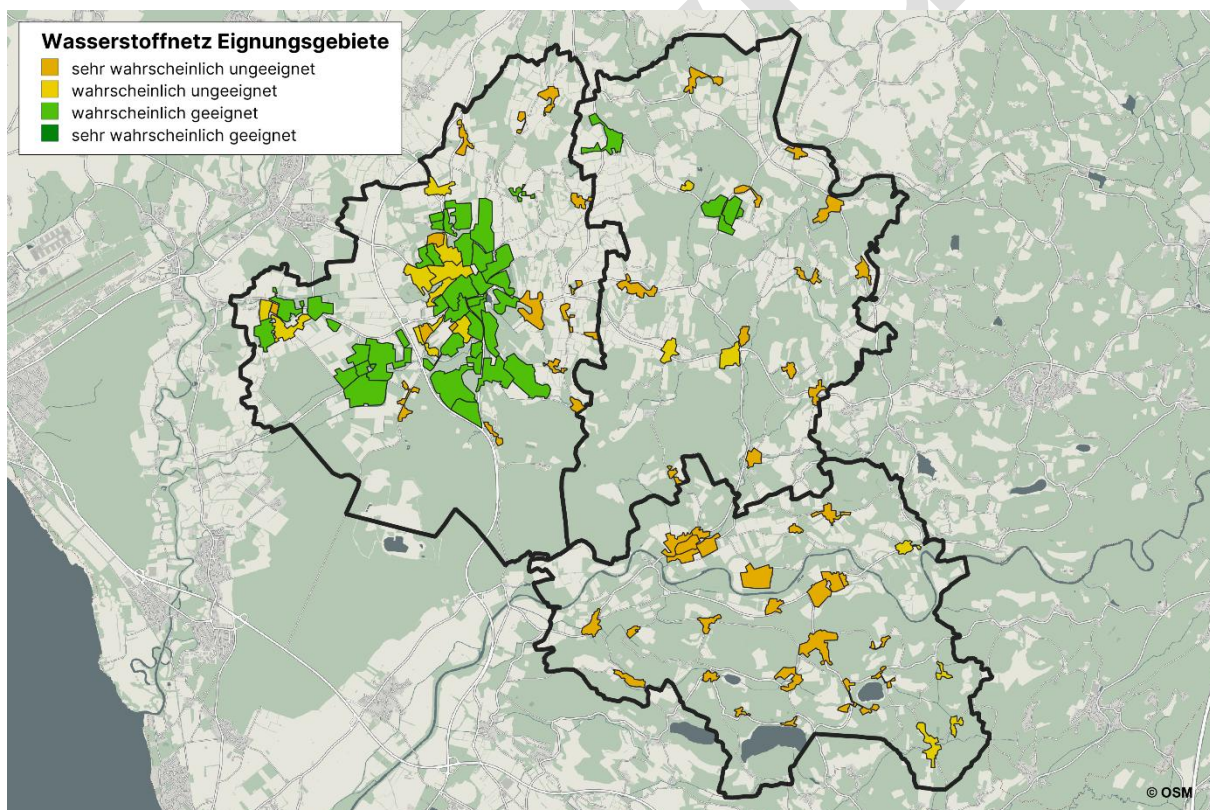 Wasserstoffnetz Eignungsgebiete
sehr wahrscheinlich ungeeignet
wahrscheinlich ungeeignet
wahrscheinlich geeignet
sehr wahrscheinlich geeignet
© OSM